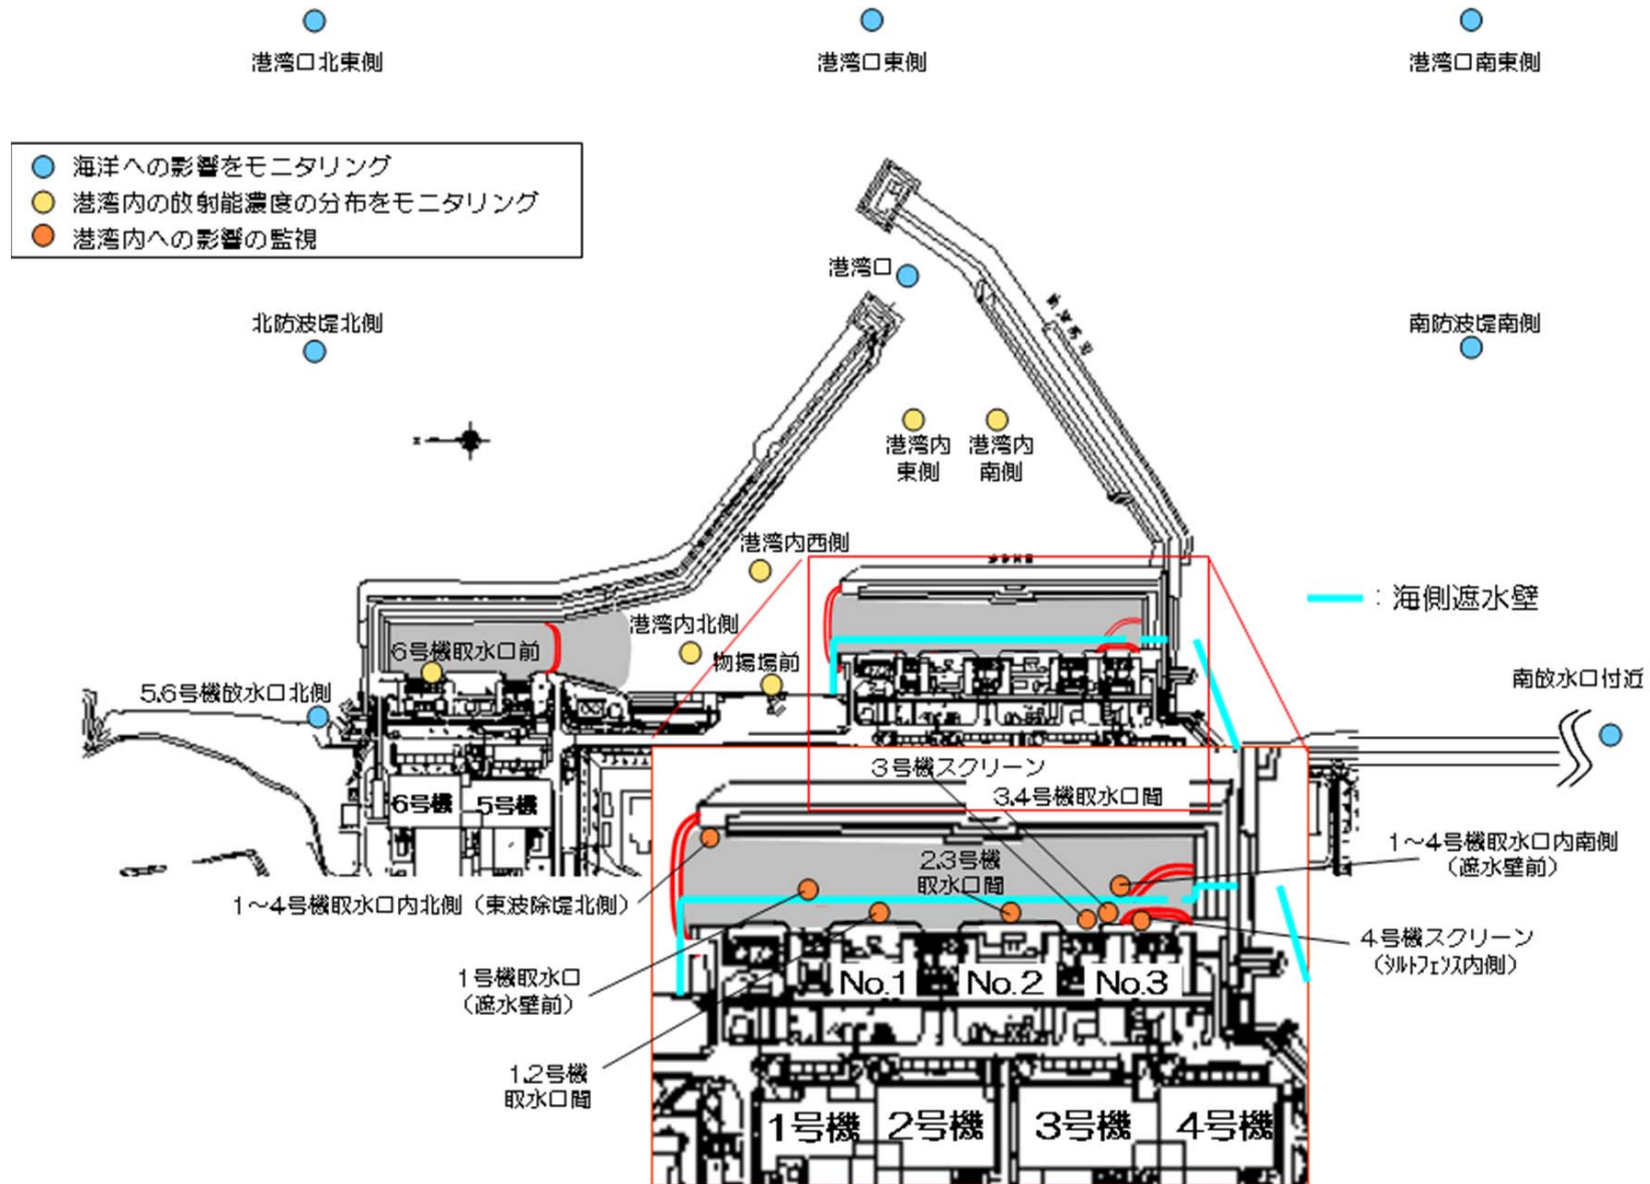 港湾口北東側
港湾口東側
港湾口南東側
海洋への影響をモニタリング
港湾内の放射能濃度の分布をモニタリング
港湾内への影響の監視
港湾口
北防波堤北側
南防波堤南側
港湾内
東側
港湾内
南側
港湾内西側
：海側遮水壁
港湾内北側
6号機取水口前
物揚場前
5.6号機放水口北側
南放水口付近
3号機スクリーン
3.4号機取水口間
6号機
5号機
1～4号機取水口内南側
（遮水壁前）
2.3号機
取水口間
1～4号機取水口内北側（東波除堤北側）
4号機スクリーン
（シルトフェンス内側）
1号機取水口
（遮水壁前）
No.1
No.2
No.3
1.2号機
取水口間
1号機
2号機
3号機
4号機